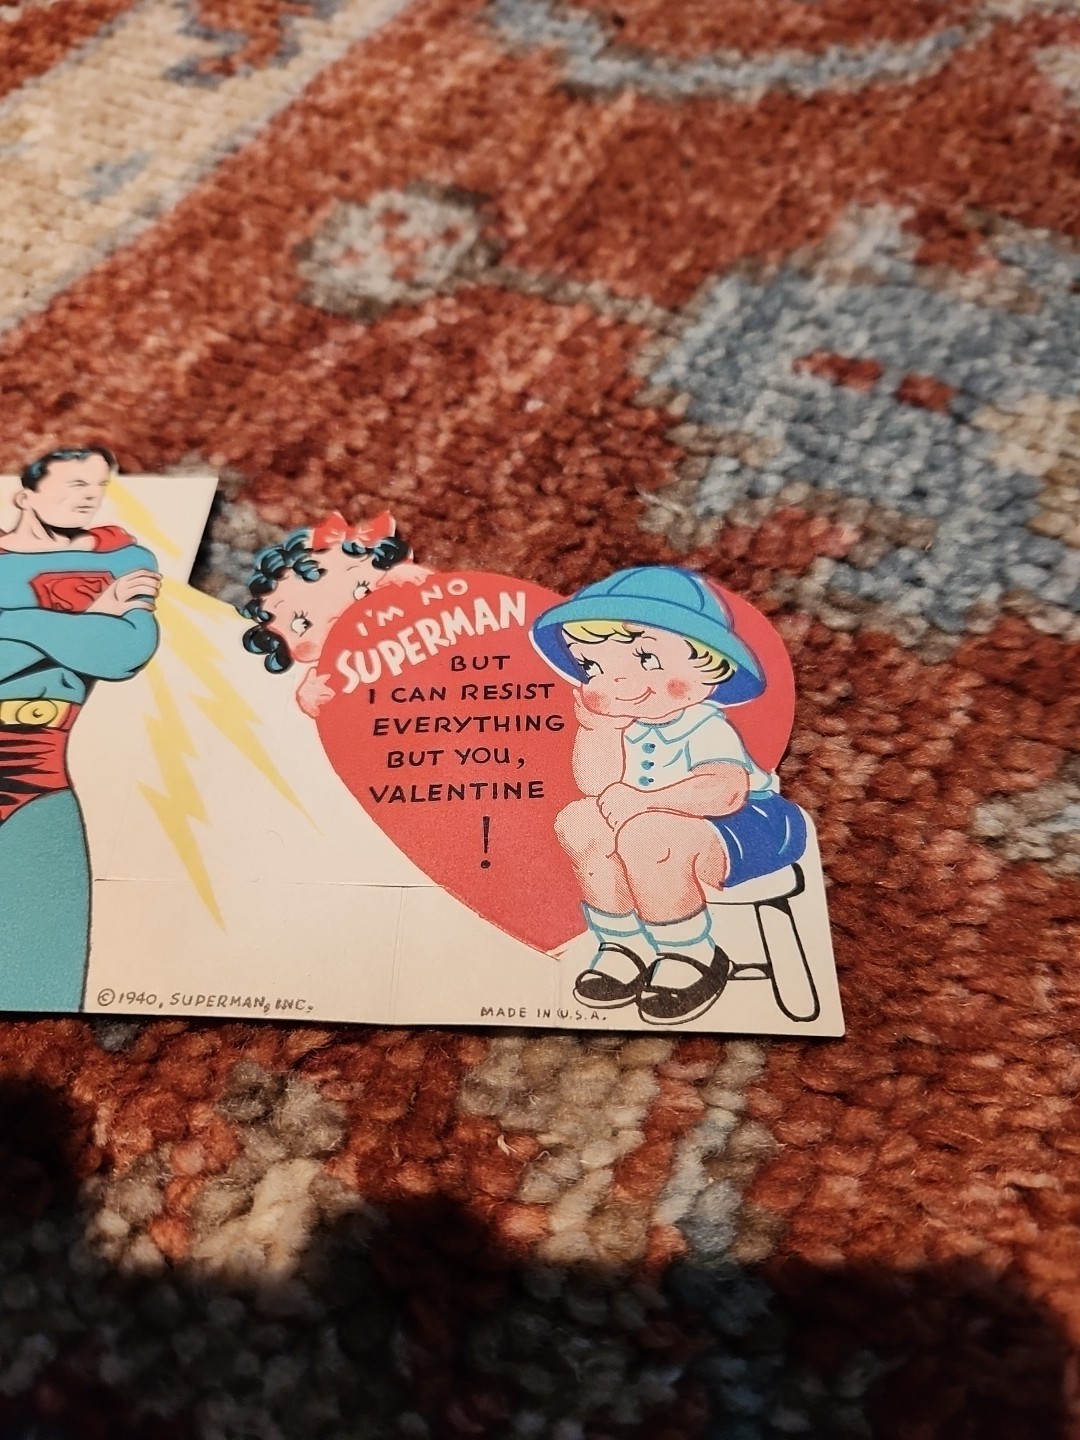 I'M NO
SUPERMAN
BUT
I CAN RESIST
EVERYTHING
BUT YOU,
VALENTINE
!
©1940, SUPERMAN, INC.
MADE IN U.S.A.